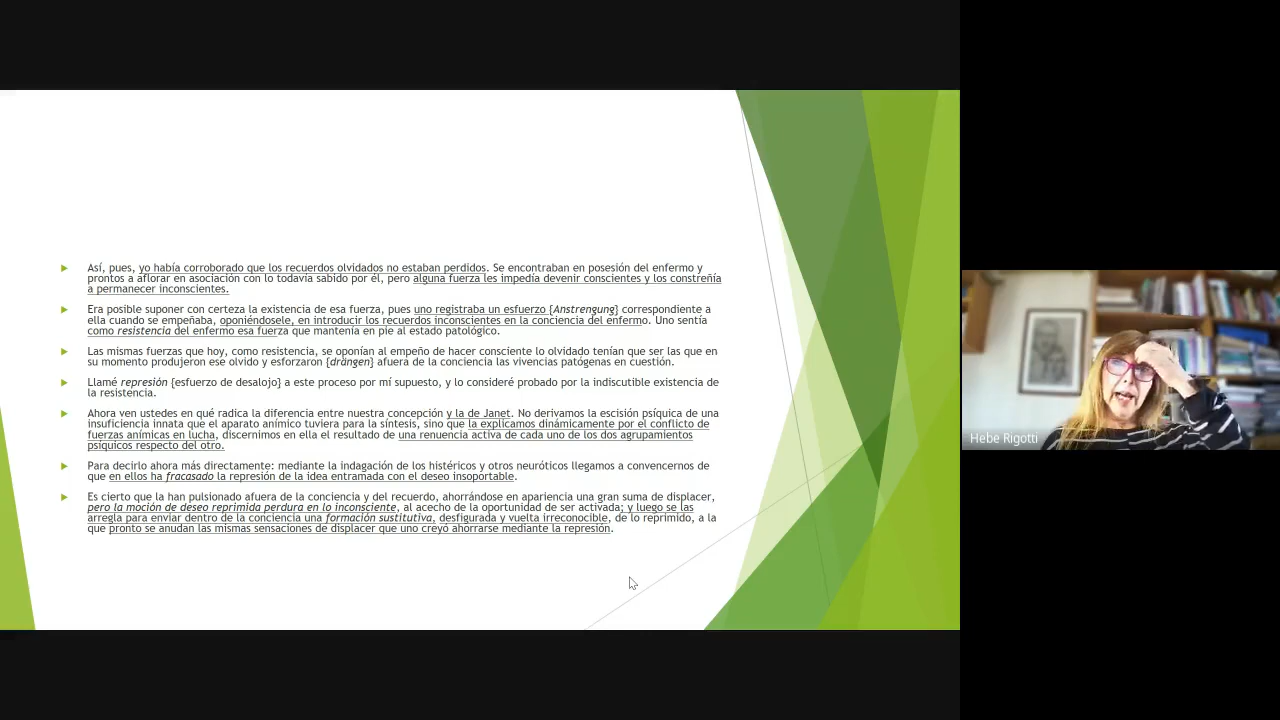 Así, pues, yo había corroborado que los recuerdos olvidados no estaban perdidos. Se encontraban en posesión del enfermo y
prontos a aflorar en asociación con lo todavía sabido por él, pero alguna fuerza les impedía devenir conscientes y los constreñía
a permanecer inconscientes.
Era posible suponer con certeza la existencia de esa fuerza, pues uno registraba un esfuerzo {Anstrengung} correspondiente a
ella cuando se empeñaba, oponiéndosele, en introducir los recuerdos inconscientes en la conciencia del enfermo. Uno sentía
como resistencia del enfermo esa fuerza que mantenía en pie al estado patológico.
Las mismas fuerzas que hoy, como resistencia, se oponían al empeño de hacer consciente lo olvidado tenían que ser las que en
su momento produjeron ese olvido y esforzaron {drängen} afuera de la conciencia las vivencias patógenas en cuestión.
Llamé represión {esfuerzo de desalojo} a este proceso por mí supuesto, y lo consideré probado por la indiscutible existencia de
la resistencia.
Ahora ven ustedes en qué radica la diferencia entre nuestra concepción y la de Janet. No derivamos la escisión psíquica de una
insuficiencia innata que el aparato anímico tuviera para la síntesis, sino que la explicamos dinámicamente por el conflicto de
fuerzas anímicas en lucha, discernimos en ella el resultado de una renuencia activa de cada uno de los dos agrupamientos
psíquicos respecto del otro.
Para decirlo ahora más directamente: mediante la indagación de los histéricos y otros neuróticos llegamos a convencernos de
que en ellos ha fracasado la represión de la idea entramada con el deseo insoportable.
Es cierto que la han pulsionado afuera de la conciencia y del recuerdo, ahorrándose en apariencia una gran suma de displacer,
pero la moción de deseo reprimida perdura en lo inconsciente, al acecho de la oportunidad de ser activada; y luego se las
arregla para enviar dentro de la conciencia una formación sustitutiva, desfigurada y vuelta irreconocible, de lo reprimido, a la
que pronto se anudan las mismas sensaciones de displacer que uno creyó ahorrarse mediante la represión.
Hebe Rigotti